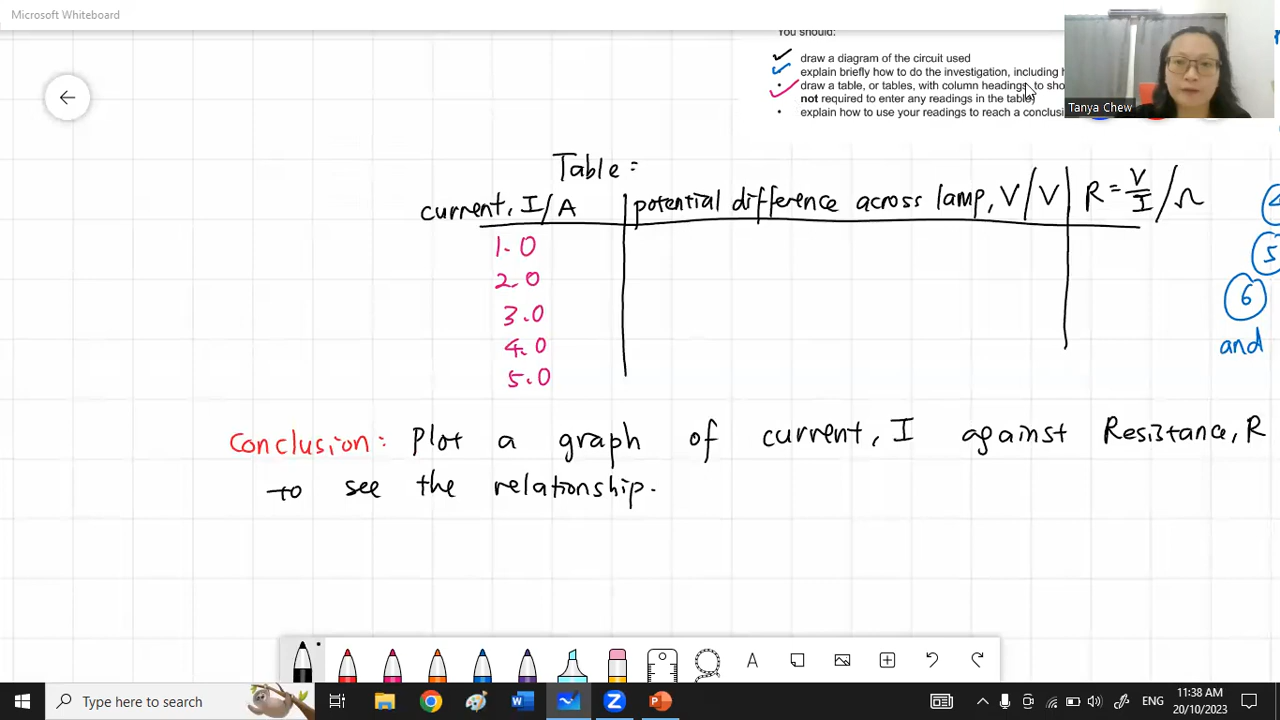 Microsoft Whiteboard
You should:
draw a diagram of the circuit used
explain briefly how to do the investigation, including
draw a table, or tables, with column headings, to sho
not required to enter any readings in the table)
explain how to use your readings to reach a conclusi
Tanya Chew
Table:
current, I/A potential difference across lamp, V/V R = V/I /Ω
1.0
2.0
3.0
4.0
5.0
6
and
Conclusion: Plot a graph of current, I against Resistance, R
to see the relationship.
A
Type here to search
ENG
11:38 AM
20/10/2023